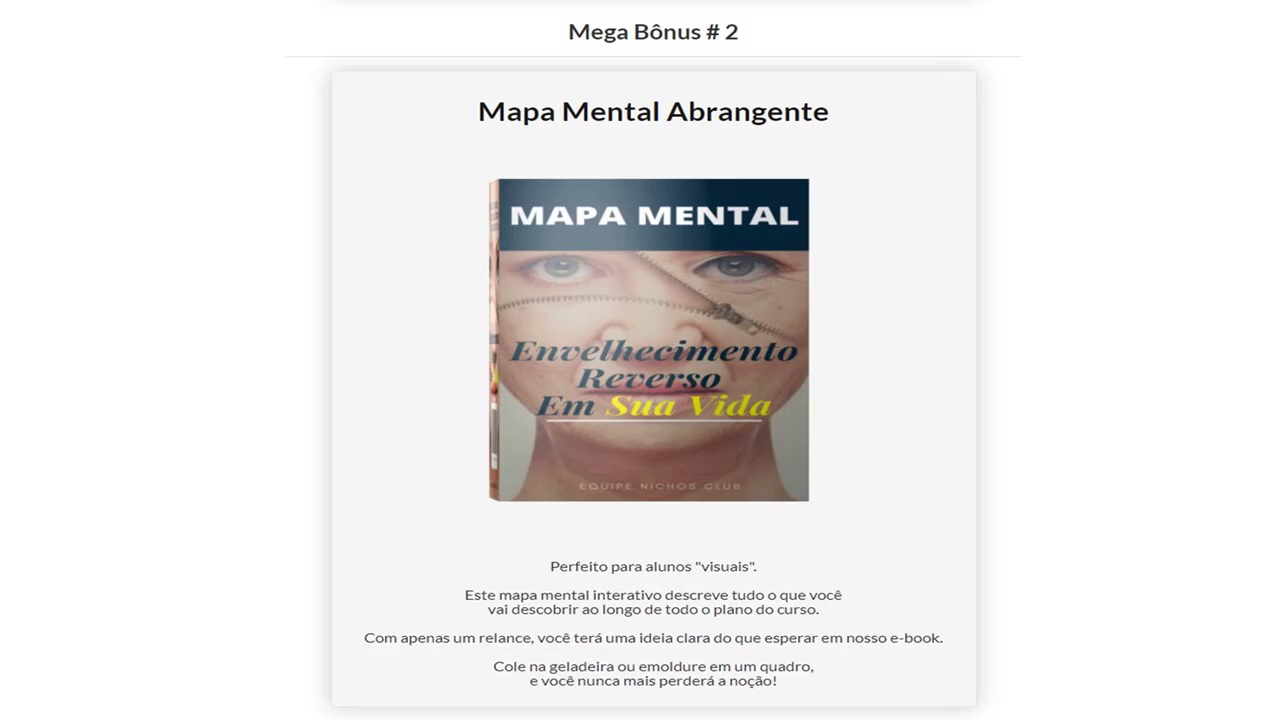 Mega Bônus # 2
Mapa Mental Abrangente
MAPA MENTAL
Envelhecimento
Reverso
Em Sua Vida
EQUIPE NICHOS CLUB
Perfeito para alunos "visuais".
Este mapa mental interativo descreve tudo o que você
vai descobrir ao longo de todo o plano do curso.
Com apenas um relance, você terá uma ideia clara do que esperar em nosso e-book.
Cole na geladeira ou emoldure em um quadro,
e você nunca mais perderá a noção!